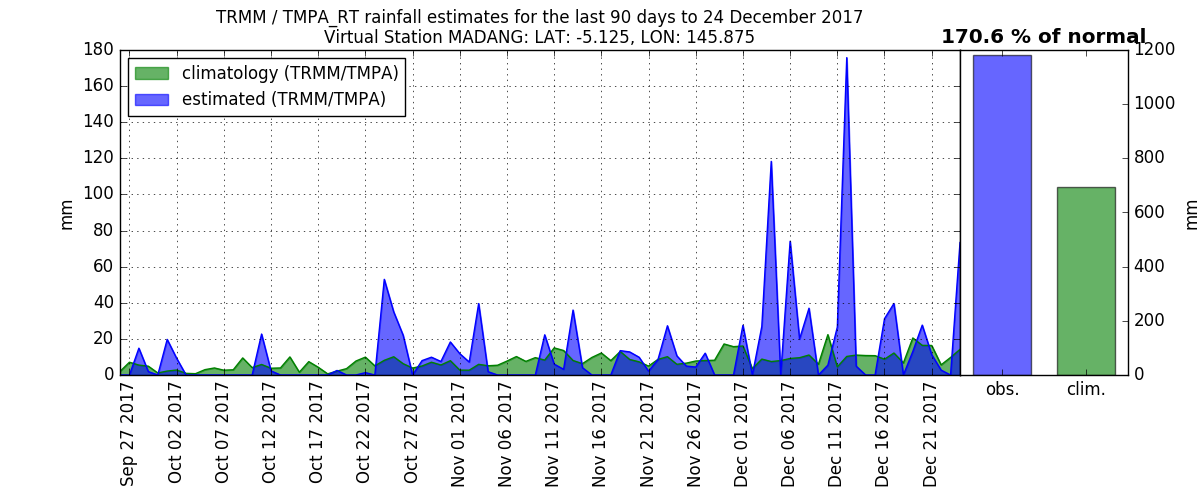 TRMM / TMPA_RT rainfall estimates for the last 90 days to 24 December 2017
Virtual Station MADANG: LAT: -5.125, LON: 145.875
170.6 % of normal
climatology (TRMM/TMPA)
estimated (TRMM/TMPA)
180
160
140
120
100
80
60
40
20
0
mm
Sep 27 2017
Oct 02 2017
Oct 07 2017
Oct 12 2017
Oct 17 2017
Oct 22 2017
Oct 27 2017
Nov 01 2017
Nov 06 2017
Nov 11 2017
Nov 16 2017
Nov 21 2017
Nov 26 2017
Dec 01 2017
Dec 06 2017
Dec 11 2017
Dec 16 2017
Dec 21 2017
obs.
clim.
1200
1000
800
600
400
200
0
mm